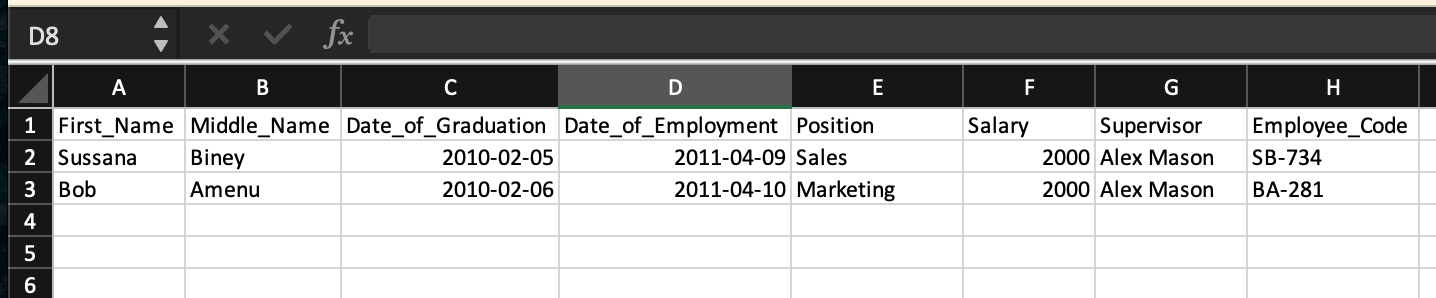 D8 fx
A B C D E F G H
1 First_Name Middle_Name Date_of_Graduation Date_of_Employment Position Salary Supervisor Employee_Code
2 Sussana Biney 2010-02-05 2011-04-09 Sales 2000 Alex Mason SB-734
3 Bob Amenu 2010-02-06 2011-04-10 Marketing 2000 Alex Mason BA-281
4
5
6